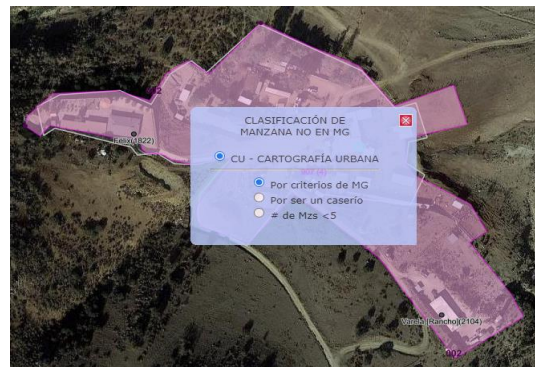 CLASIFICACIÓN DE
MANZANA NO EN MG
CU - CARTOGRAFÍA URBANA
Por criterios de MG
Por ser un caserío
# de Mzs <5
Felix(1822)
Varela (Rancho)(2104)
902